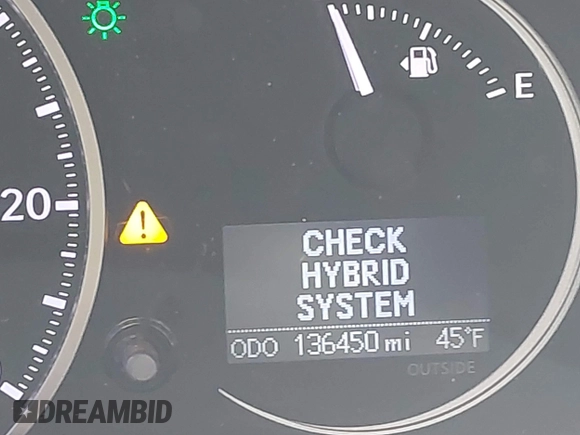 E
20
CHECK
HYBRID
SYSTEM
ODO 136450 mi 45°F
OUTSIDE
DREAMBID